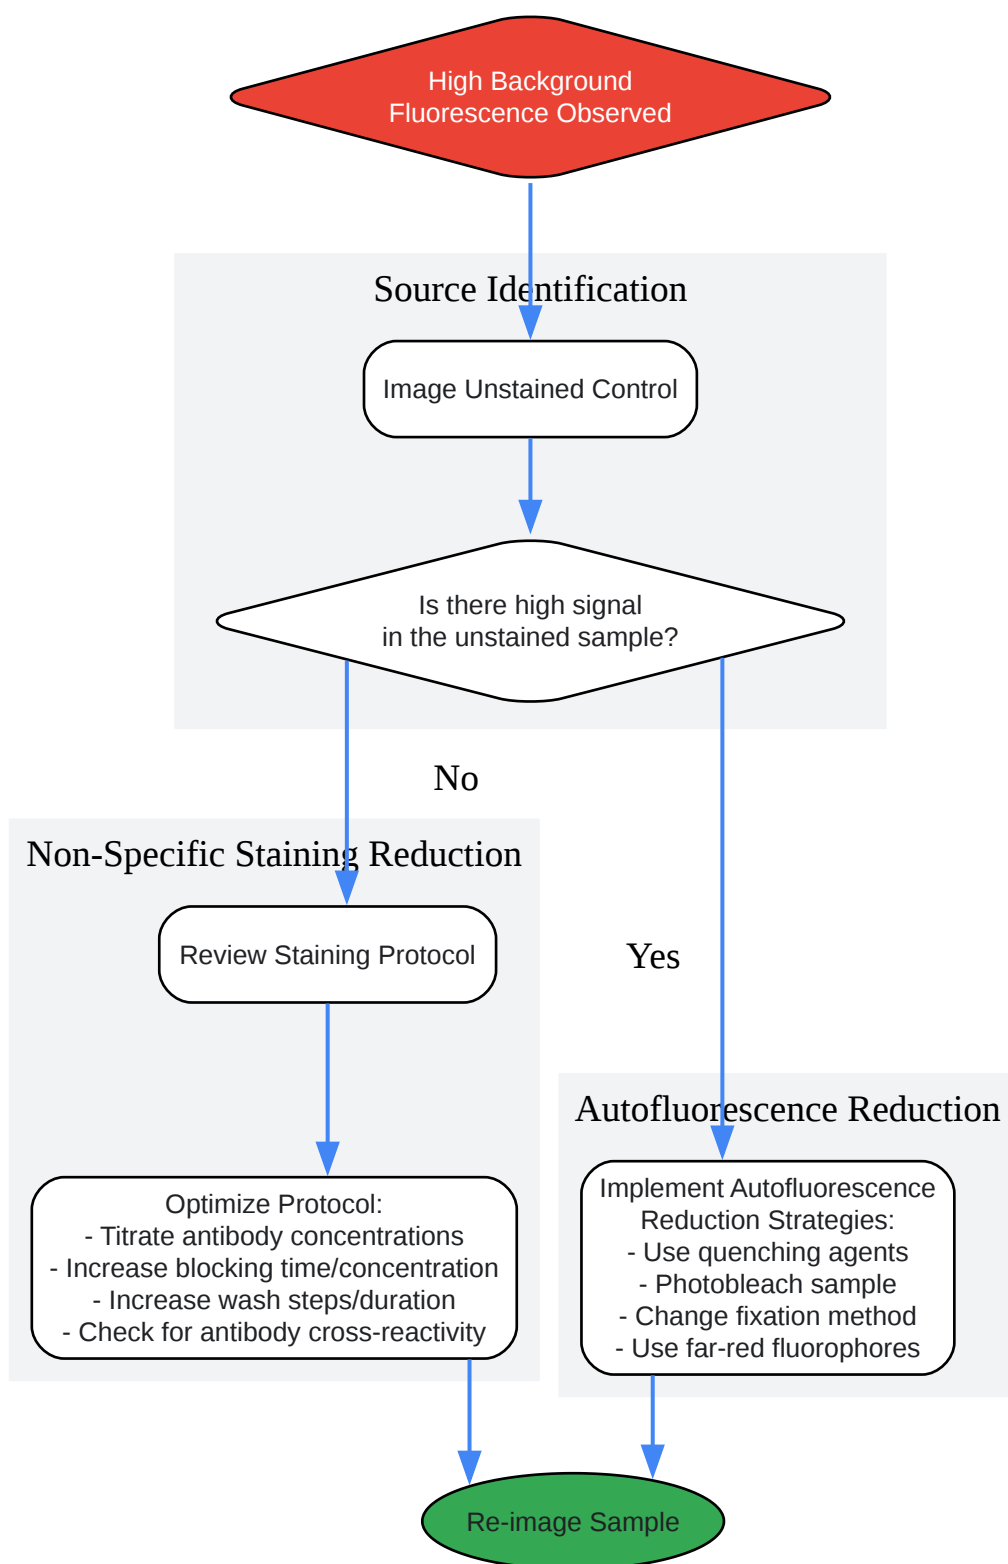 High Background
Fluorescence Observed
Source Identification
Image Unstained Control
Is there high signal
in the unstained sample?
No
Non-Specific Staining Reduction
Review Staining Protocol
Yes
Autofluorescence Reduction
Optimize Protocol:
- Titrate antibody concentrations
- Increase blocking time/concentration
- Increase wash steps/duration
- Check for antibody cross-reactivity
Implement Autofluorescence
Reduction Strategies:
- Use quenching agents
- Photobleach sample
- Change fixation method
- Use far-red fluorophores
Re-image Sample